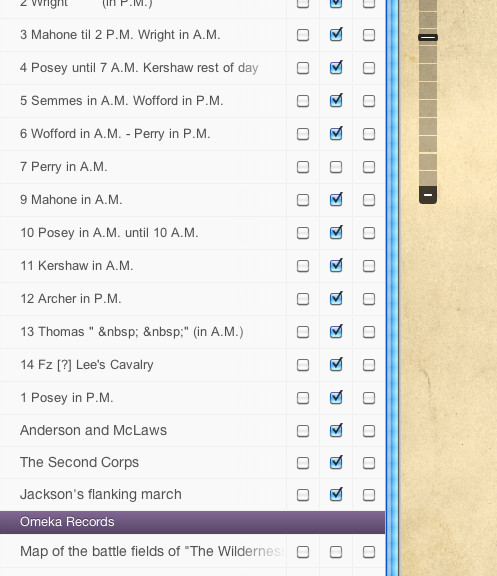 2 Wright (in P.M.)
3 Mahone til 2 P.M. Wright in A.M.
4 Posey until 7 A.M. Kershaw rest of day
5 Semmes in A.M. Wofford in P.M.
6 Wofford in A.M. - Perry in P.M.
7 Perry in A.M.
9 Mahone in A.M.
10 Posey in A.M. until 10 A.M.
11 Kershaw in A.M.
12 Archer in P.M.
13 Thomas " &nbsp; &nbsp;" (in A.M.)
14 Fz [?] Lee's Cavalry
1 Posey in P.M.
Anderson and McLaws
The Second Corps
Jackson's flanking march
Omeka Records
Map of the battle fields of "The Wildernes